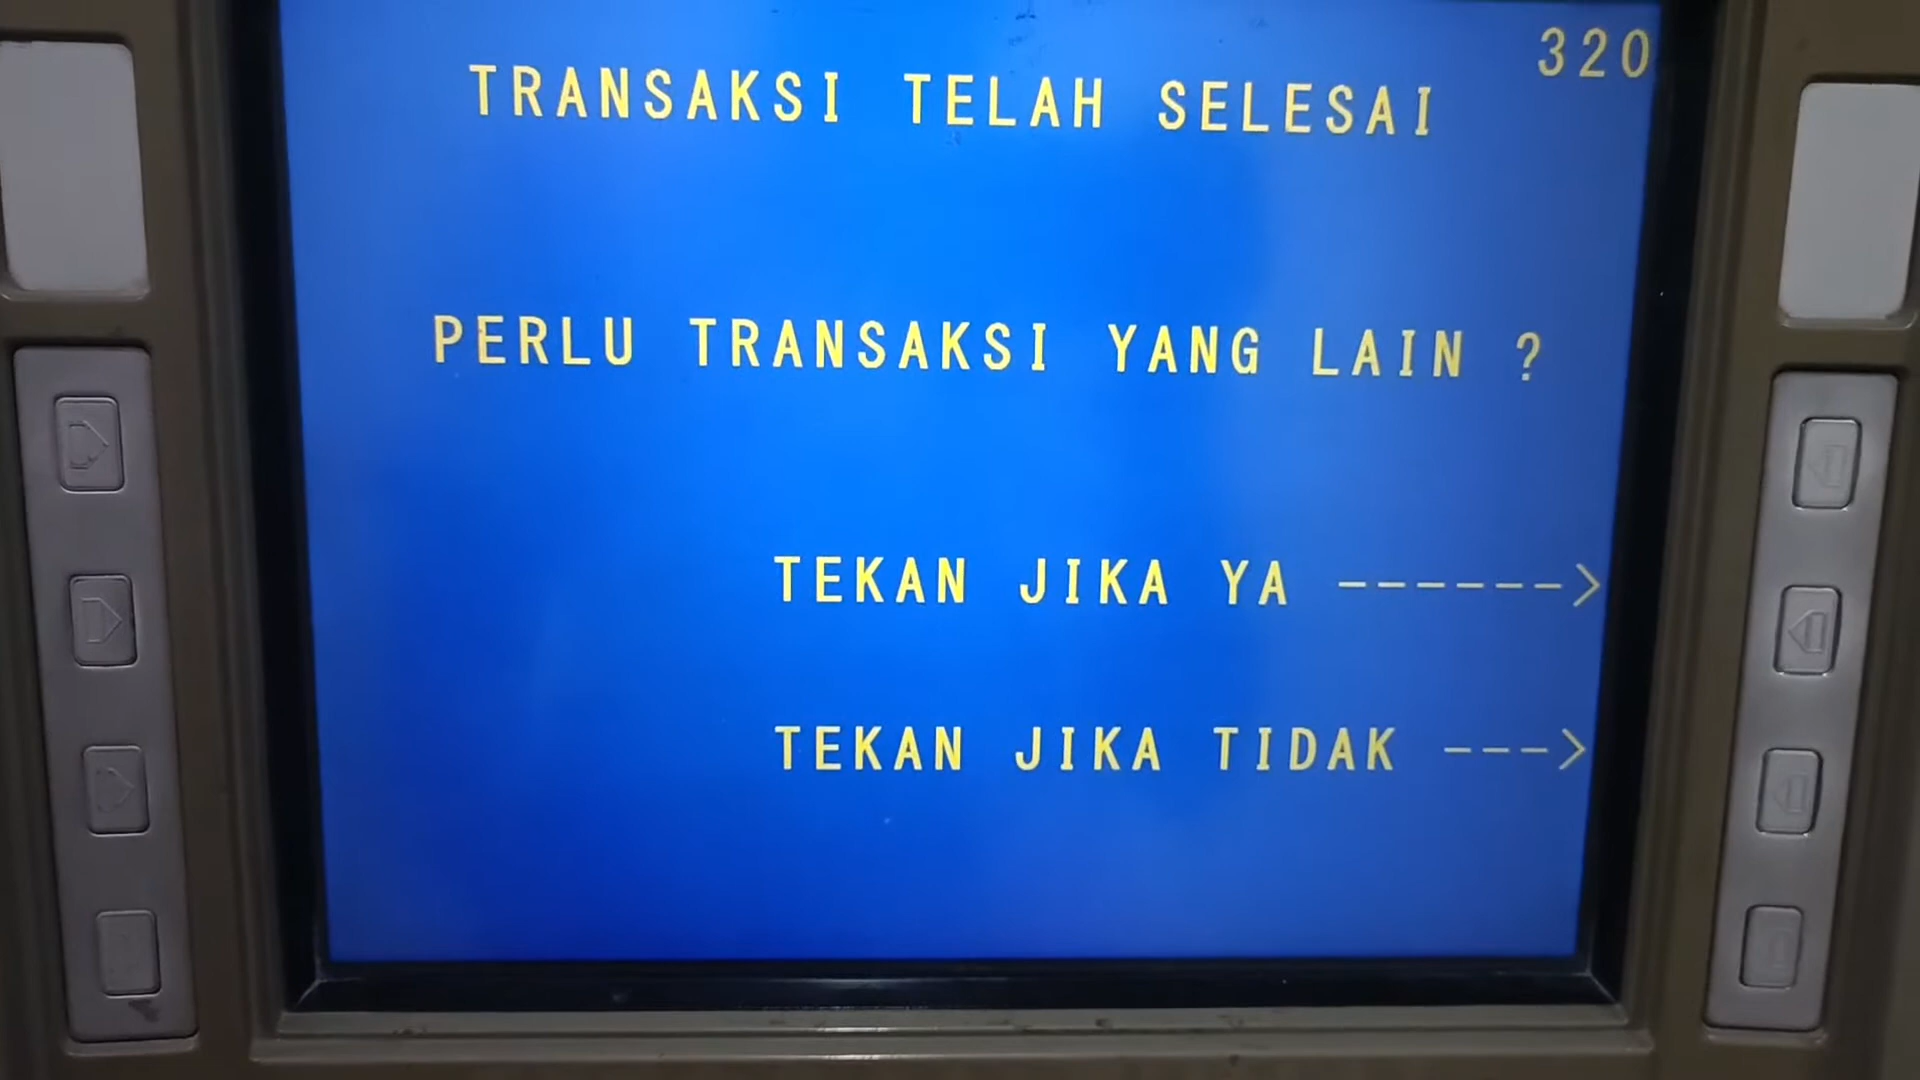 320
TRANSAKSI TELAH SELESAI
PERLU TRANSAKSI YANG LAIN ?
TEKAN JIKA YA ------>
TEKAN JIKA TIDAK --->